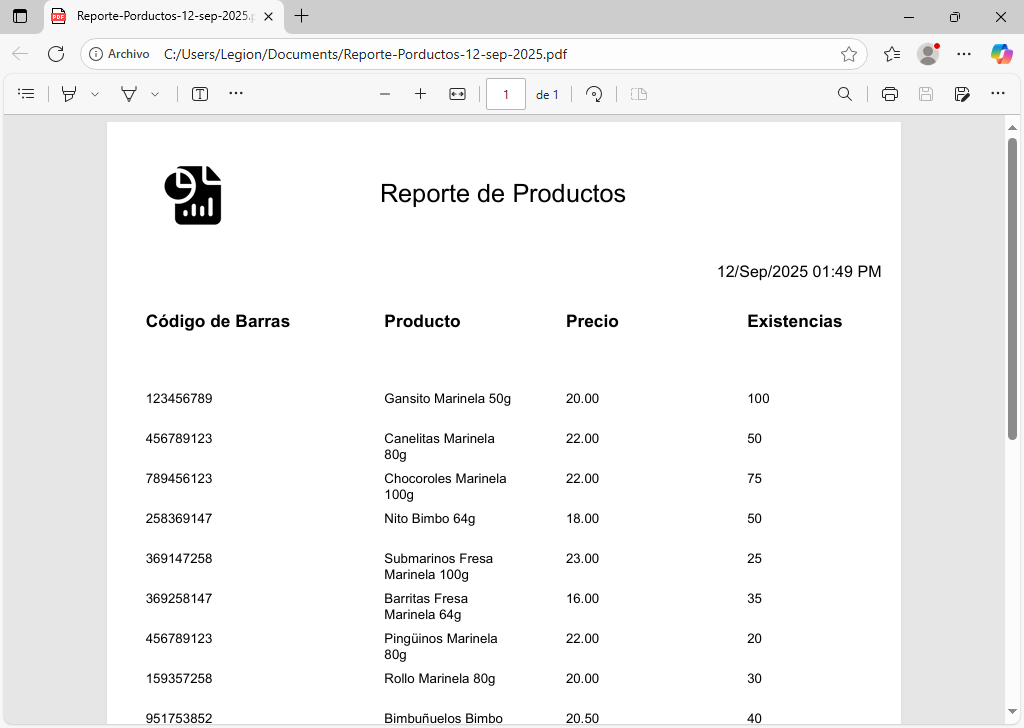 Reporte-Porductos-12-sep-2025.p
Archivo C:/Users/Legion/Documents/Reporte-Porductos-12-sep-2025.pdf
1 de 1
Reporte de Productos
12/Sep/2025 01:49 PM
Código de Barras Producto Precio Existencias
123456789 Gansito Marinela 50g 20.00 100
456789123 Canelitas Marinela 22.00 50
80g
789456123 Chocoroles Marinela 22.00 75
100g
258369147 Nito Bimbo 64g 18.00 50
369147258 Submarinos Fresa 23.00 25
Marinela 100g
369258147 Barritas Fresa 16.00 35
Marinela 64g
456789123 Pingüinos Marinela 22.00 20
80g
159357258 Rollo Marinela 80g 20.00 30
951753852 Bimbuñuelos Bimbo 20.50 40